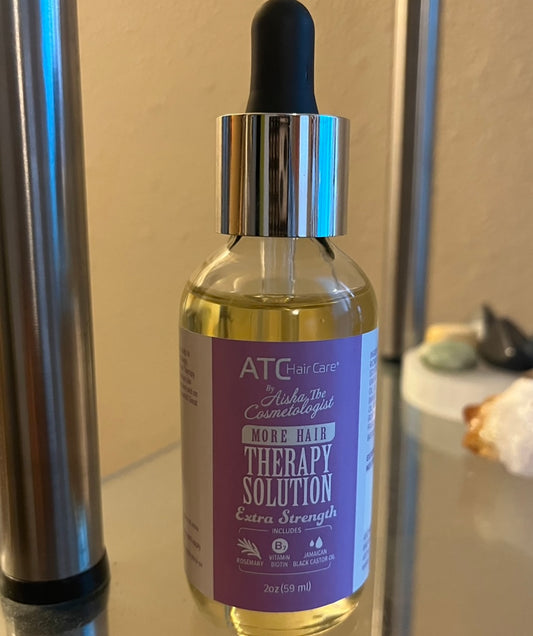 ATC Hair Care
By Aisha The
Cosmetologist
MORE HAIR
THERAPY
SOLUTION
Extra Strength
INCLUDES
ROSEMARY
B7
VITAMIN
BIOTIN
JAMAICAN
BLACK CASTOR OIL
2oz (59 ml)